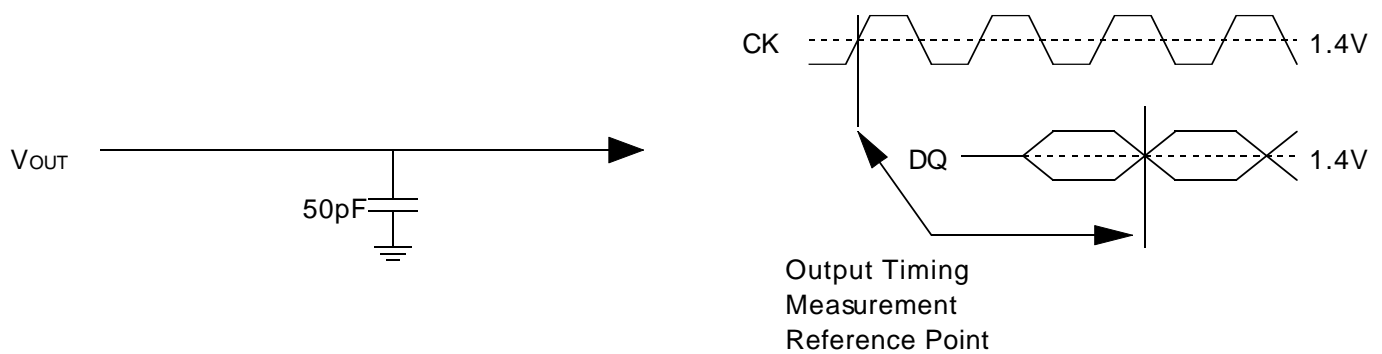 VOUT
50pF
CK
1.4V
DQ
1.4V
Output Timing
Measurement
Reference Point